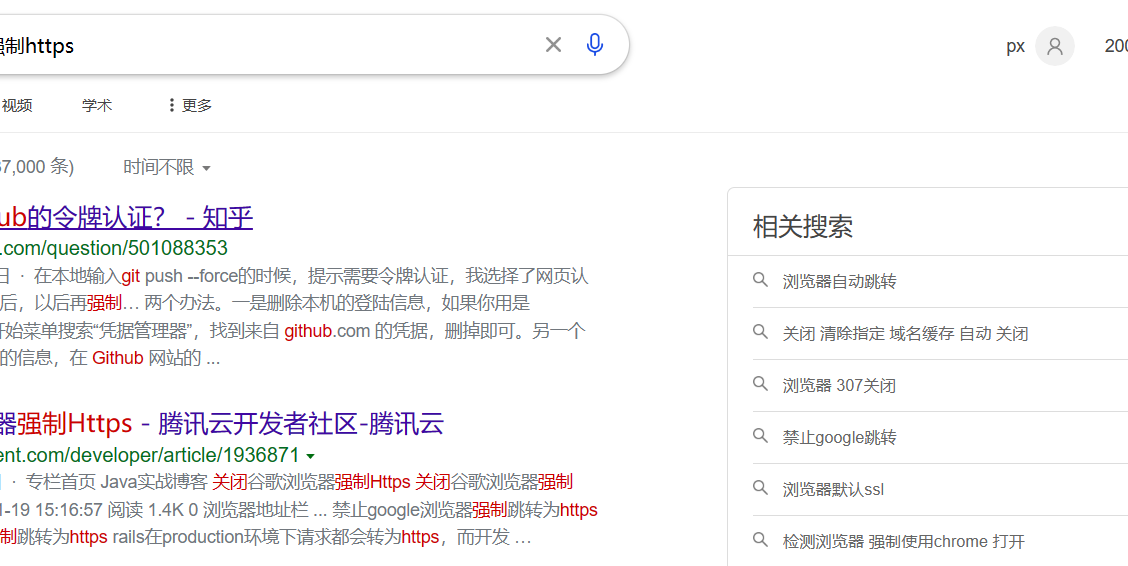 强制https
px
200
视频
学术
更多
7,000 条)
时间不限
ub的令牌认证？ - 知乎
.com/question/501088353
日 · 在本地输入git push --force的时候，提示需要令牌认证，我选择了网页认
后，以后再强制… 两个办法。一是删除本机的登陆信息，如果你用是
开始菜单搜索“凭据管理器”，找到来自 github.com 的凭据，删掉即可。另一个
的信息，在 Github 网站的 ...
器强制Https - 腾讯云开发者社区-腾讯云
ent.com/developer/article/1936871
· 专栏首页 Java实战博客 关闭谷歌浏览器强制Https 关闭谷歌浏览器强制
1-19 15:16:57 阅读 1.4K 0 浏览器地址栏 ... 禁止google浏览器强制跳转为https
制跳转为https rails在production环境下请求都会转为https，而开发 …
相关搜索
浏览器自动跳转
关闭 清除指定 域名缓存 自动 关闭
浏览器 307关闭
禁止google跳转
浏览器默认ssl
检测浏览器 强制使用chrome 打开